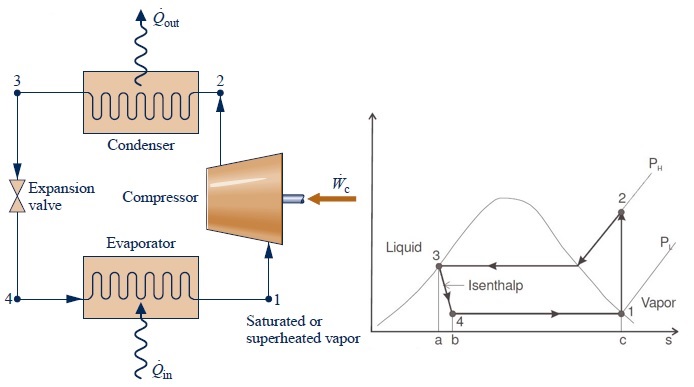 Q̇out
3
2
Condenser
Expansion
valve
Compressor
Ẇc
Evaporator
4
1
Saturated or
superheated vapor
Q̇in
PH
2
PL
Liquid
3
Isenthalp
Vapor
1
4
a
b
c
s